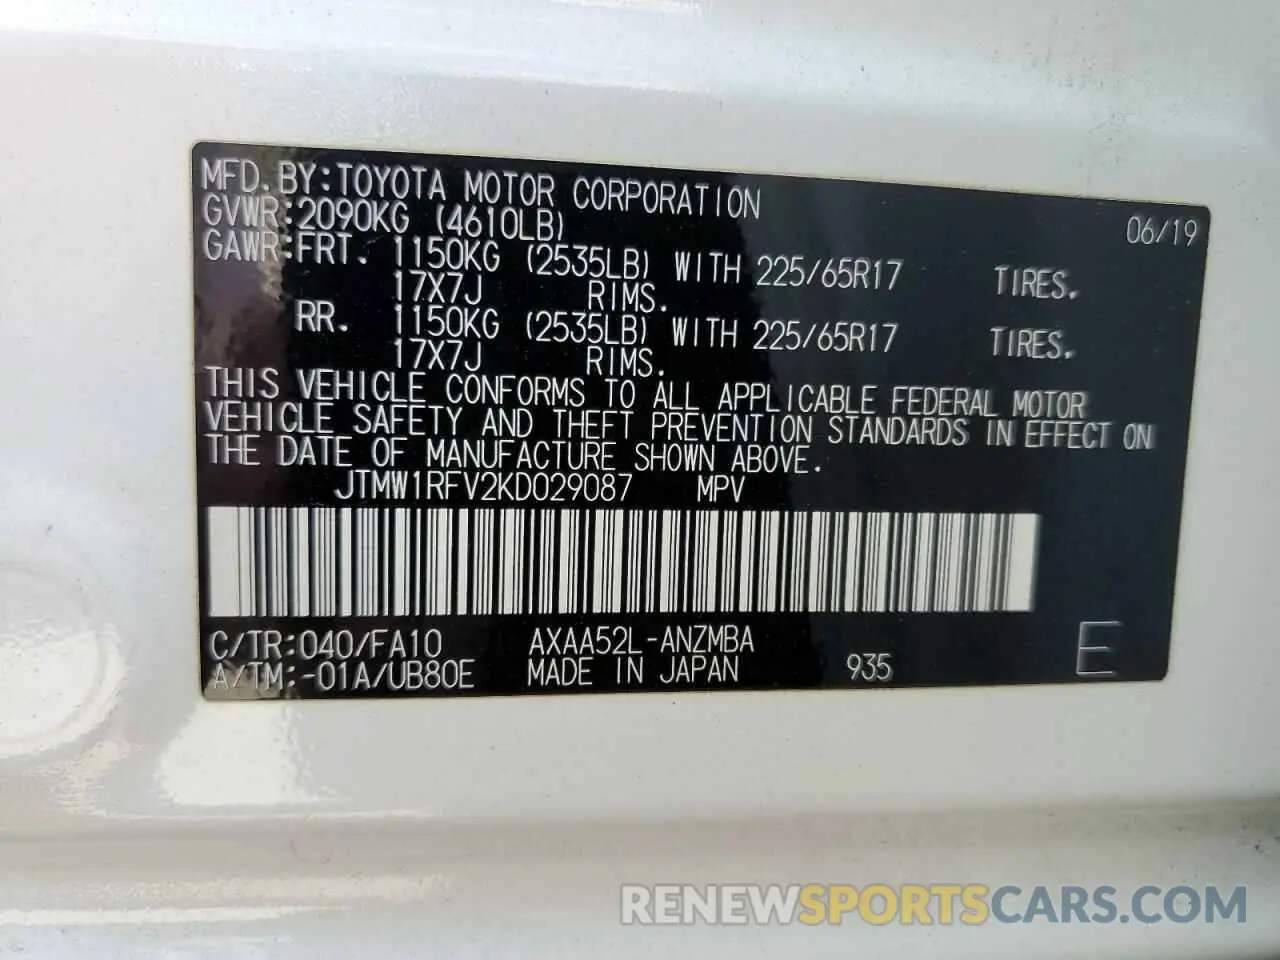 MFD. BY: TOYOTA MOTOR CORPORATION 06/19
GVWR: 2090KG (4610LB)
GAWR: FRT. 1150KG (2535LB) WITH 225/65R17 TIRES.
17X7J RIMS.
RR. 1150KG (2535LB) WITH 225/65R17 TIRES.
17X7J RIMS.
THIS VEHICLE CONFORMS TO ALL APPLICABLE FEDERAL MOTOR
VEHICLE SAFETY AND THEFT PREVENTION STANDARDS IN EFFECT ON
THE DATE OF MANUFACTURE SHOWN ABOVE.
JTMW1RFV2KD029087 MPV
C/TR: 040/FA10 AXAA52L-ANZMBA
A/TM: -01A/UB80E MADE IN JAPAN 935 E
RENEWSPORTSCARS.COM